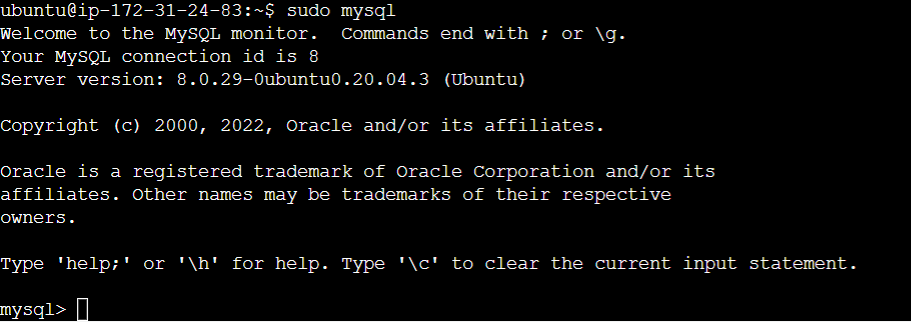 ubuntu@ip-172-31-24-83:~$ sudo mysql
Welcome to the MySQL monitor.  Commands end with ; or \g.
Your MySQL connection id is 8
Server version: 8.0.29-0ubuntu0.20.04.3 (Ubuntu)
Copyright (c) 2000, 2022, Oracle and/or its affiliates.
Oracle is a registered trademark of Oracle Corporation and/or its
affiliates. Other names may be trademarks of their respective
owners.
Type 'help;' or '\h' for help. Type '\c' to clear the current input statement.
mysql>